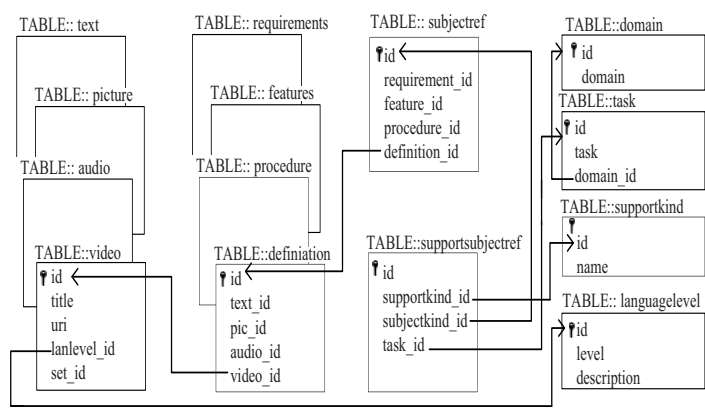 TABLE:: text
TABLE:: picture
TABLE:: audio
TABLE::video
id
title
uri
lanlevel_id
set_id
TABLE:: requirements
TABLE:: features
TABLE:: procedure
TABLE::definiation
id
text_id
pic_id
audio_id
video_id
TABLE:: subjectref
id
requirement_id
feature_id
procedure_id
definition_id
TABLE::supportsubjectref
id
supportkind_id
subjectkind_id
task_id
TABLE::domain
id
domain
TABLE::task
id
task
domain_id
TABLE::supportkind
id
name
TABLE:: languagelevel
id
level
description